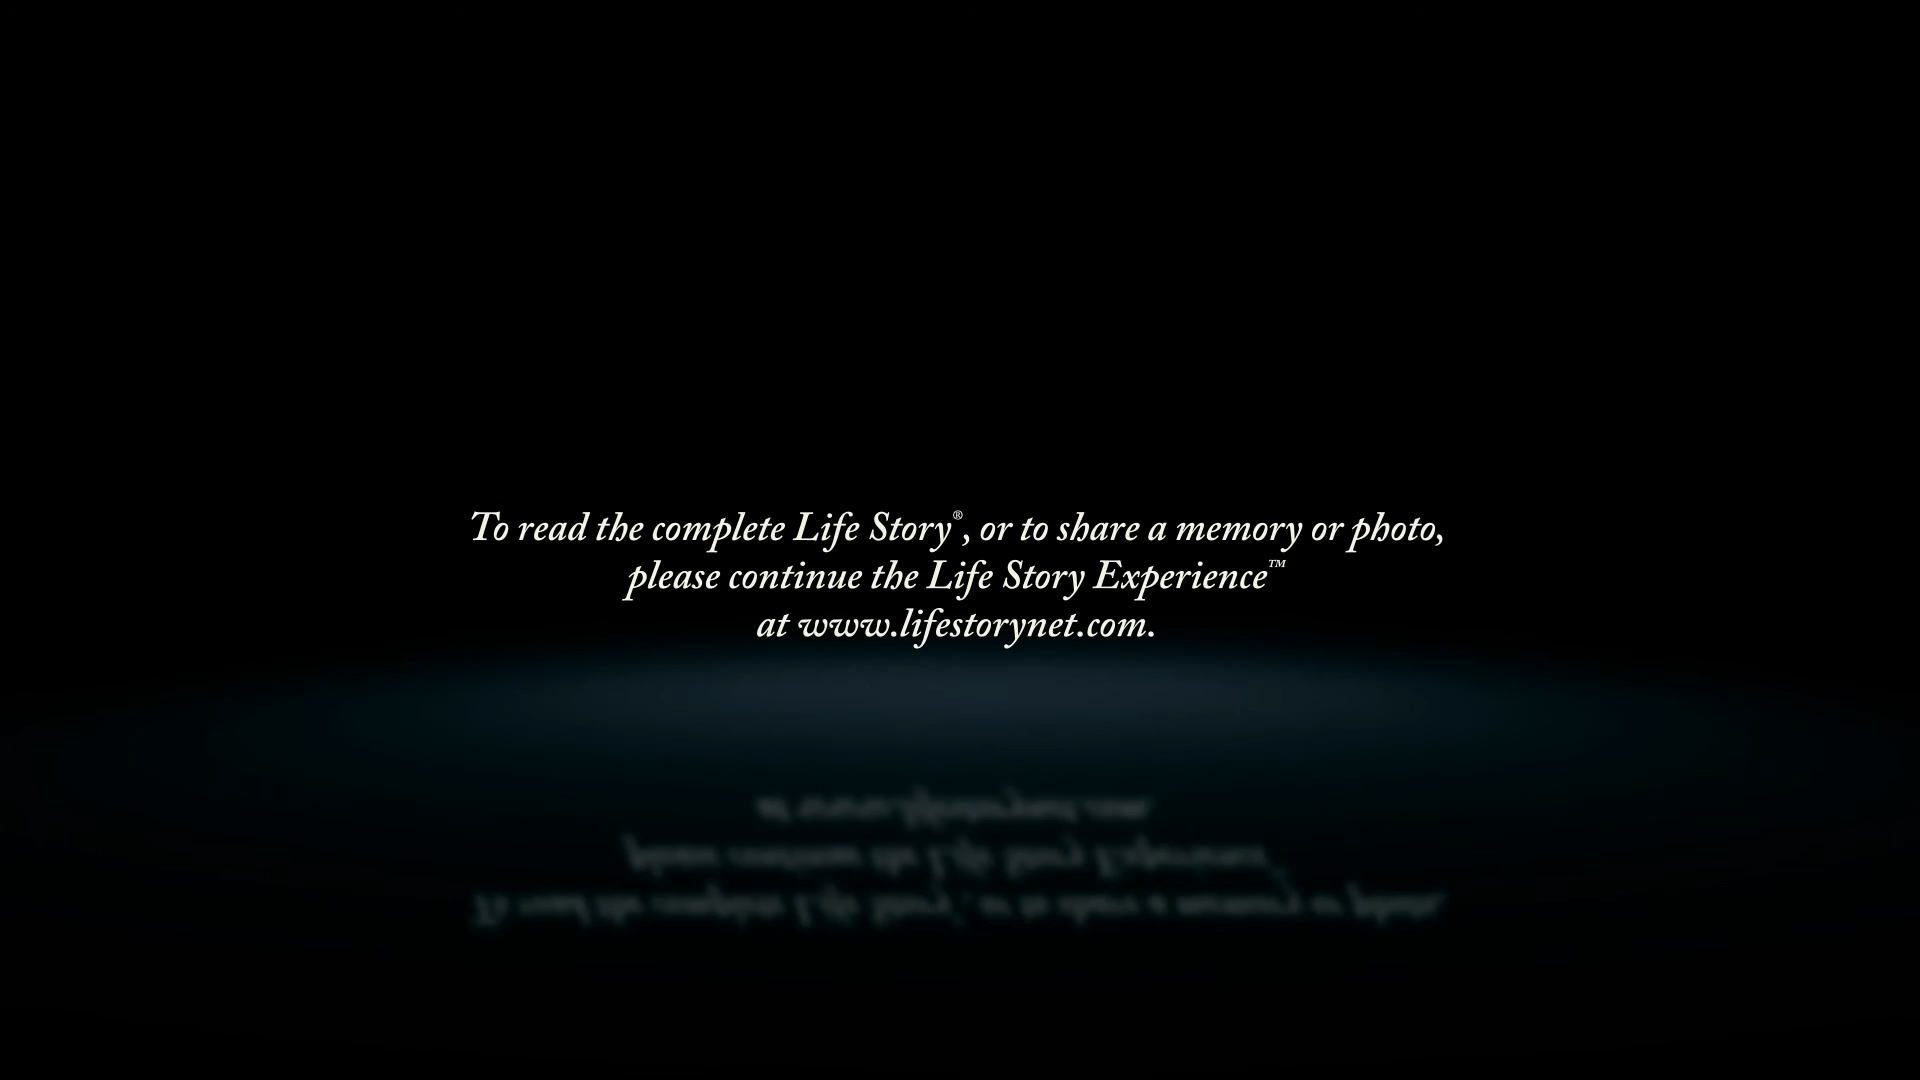 To read the complete Life Story®, or to share a memory or photo,
please continue the Life Story Experience™
at www.lifestorynet.com.